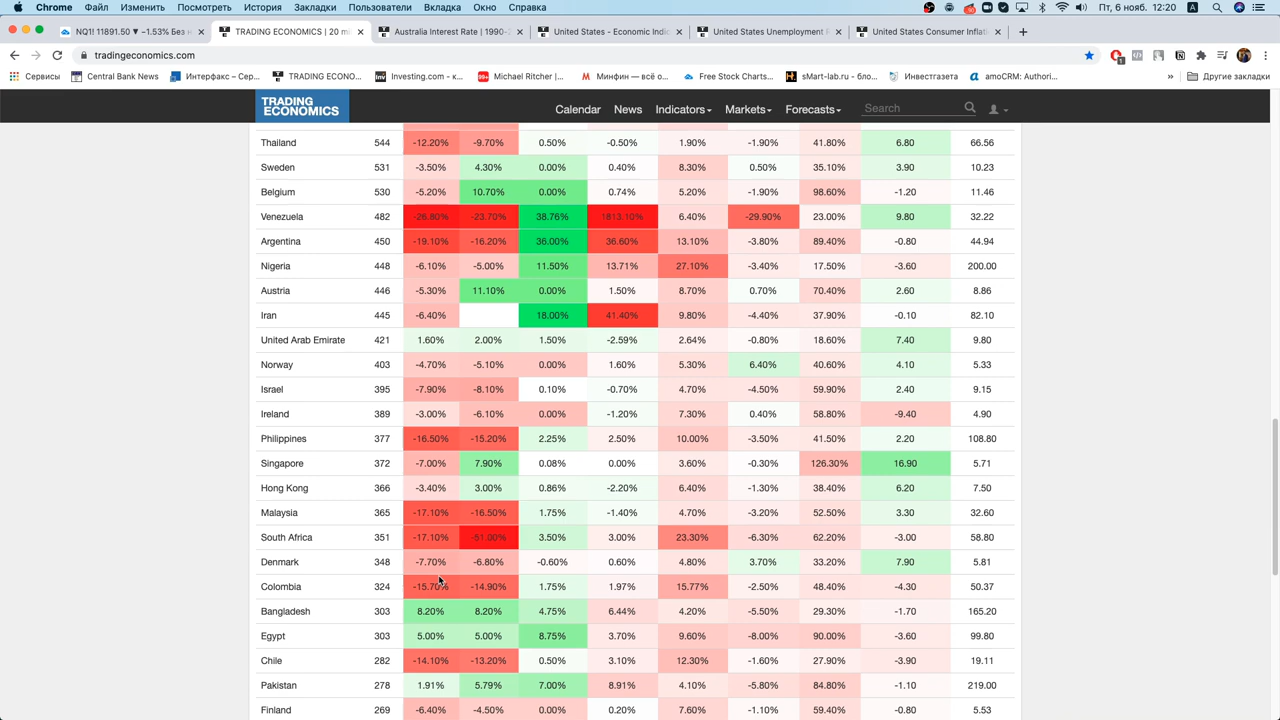 Chrome Файл Изменить Посмотреть История Закладки Пользователи Вкладка Окно Справка Пт, 6 нояб. 12:20
NQ1! 11891.50 ▼ −1.53% Без н TRADING ECONOMICS | 20 mi Australia Interest Rate | 1990-2 United States - Economic Indic United States Unemployment R United States Consumer Inflati
tradingeconomics.com
Сервисы Central Bank News Интерфакс – Сер... TRADING ECONO... Investing.com - к... Michael Ritcher |... Минфин — всё о... Free Stock Charts... sMart-lab.ru - бло... Инвестгазета amoCRM: Authori... » Другие закладки
TRADING ECONOMICS Calendar News Indicators Markets Forecasts Search
Thailand 544 -12.20% -9.70% 0.50% -0.50% 1.90% -1.90% 41.80% 6.80 66.56
Sweden 531 -3.50% 4.30% 0.00% 0.40% 8.30% 0.50% 35.10% 3.90 10.23
Belgium 530 -5.20% 10.70% 0.00% 0.74% 5.20% -1.90% 98.60% -1.20 11.46
Venezuela 482 -26.80% -23.70% 38.76% 1813.10% 6.40% -29.90% 23.00% 9.80 32.22
Argentina 450 -19.10% -16.20% 36.00% 36.60% 13.10% -3.80% 89.40% -0.80 44.94
Nigeria 448 -6.10% -5.00% 11.50% 13.71% 27.10% -3.40% 17.50% -3.60 200.00
Austria 446 -5.30% 11.10% 0.00% 1.50% 8.70% 0.70% 70.40% 2.60 8.86
Iran 445 -6.40% 18.00% 41.40% 9.80% -4.40% 37.90% -0.10 82.10
United Arab Emirate 421 1.60% 2.00% 1.50% -2.59% 2.64% -0.80% 18.60% 7.40 9.80
Norway 403 -4.70% -5.10% 0.00% 1.60% 5.30% 6.40% 40.60% 4.10 5.33
Israel 395 -7.90% -8.10% 0.10% -0.70% 4.70% -4.50% 59.90% 2.40 9.15
Ireland 389 -3.00% -6.10% 0.00% -1.20% 7.30% 0.40% 58.80% -9.40 4.90
Philippines 377 -16.50% -15.20% 2.25% 2.50% 10.00% -3.50% 41.50% 2.20 108.80
Singapore 372 -7.00% 7.90% 0.08% 0.00% 3.60% -0.30% 126.30% 16.90 5.71
Hong Kong 366 -3.40% 3.00% 0.86% -2.20% 6.40% -1.30% 38.40% 6.20 7.50
Malaysia 365 -17.10% -16.50% 1.75% -1.40% 4.70% -3.20% 52.50% 3.30 32.60
South Africa 351 -17.10% -51.00% 3.50% 3.00% 23.30% -6.30% 62.20% -3.00 58.80
Denmark 348 -7.70% -6.80% -0.60% 0.60% 4.80% 3.70% 33.20% 7.90 5.81
Colombia 324 -15.70% -14.90% 1.75% 1.97% 15.77% -2.50% 48.40% -4.30 50.37
Bangladesh 303 8.20% 8.20% 4.75% 6.44% 4.20% -5.50% 29.30% -1.70 165.20
Egypt 303 5.00% 5.00% 8.75% 3.70% 9.60% -8.00% 90.00% -3.60 99.80
Chile 282 -14.10% -13.20% 0.50% 3.10% 12.30% -1.60% 27.90% -3.90 19.11
Pakistan 278 1.91% 5.79% 7.00% 8.91% 4.10% -5.80% 84.80% -1.10 219.00
Finland 269 -6.40% -4.50% 0.00% 0.20% 7.60% -1.10% 59.40% -0.80 5.53